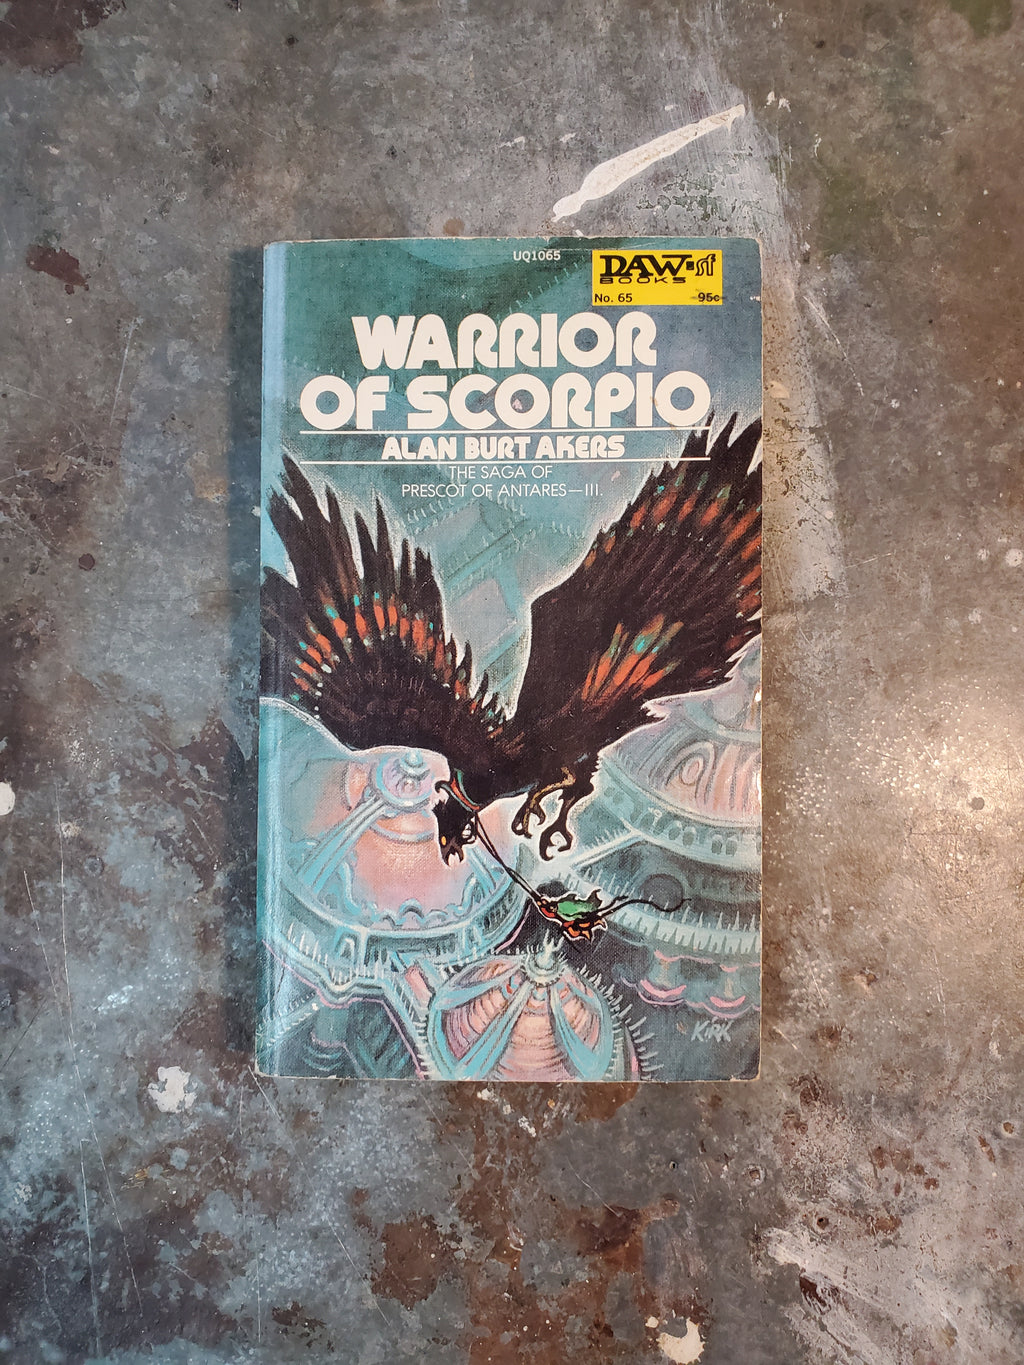 UQ1065
DAW sf
BOOKS
No. 65 95¢
WARRIOR
OF SCORPIO
ALAN BURT AKERS
THE SAGA OF
PRESCOT OF ANTARES—III.
KIRK